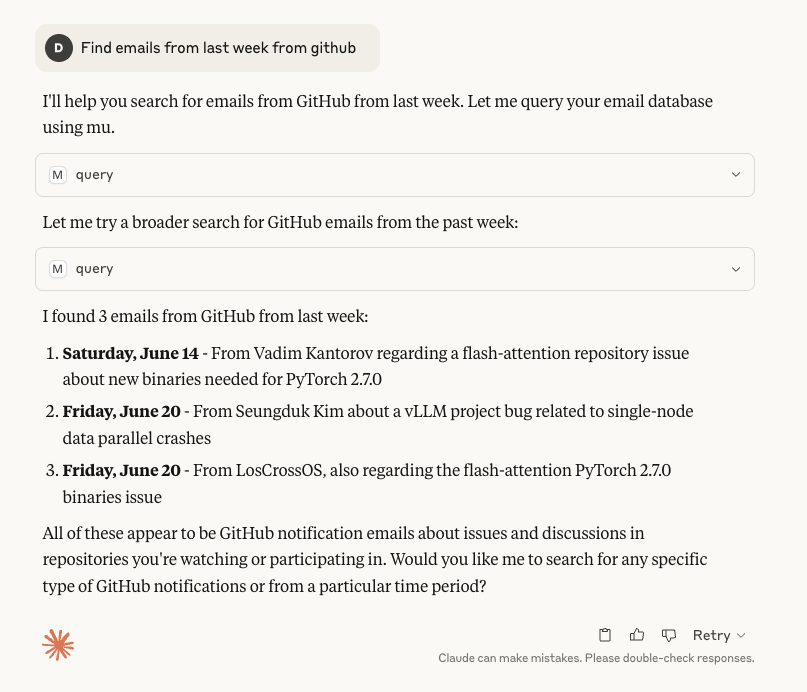 D Find emails from last week from github
I'll help you search for emails from GitHub from last week. Let me query your email database
using mu.
M query
Let me try a broader search for GitHub emails from the past week:
M query
I found 3 emails from GitHub from last week:
1. Saturday, June 14 - From Vadim Kantorov regarding a flash-attention repository issue
about new binaries needed for PyTorch 2.7.0
2. Friday, June 20 - From Seungduk Kim about a vLLM project bug related to single-node
data parallel crashes
3. Friday, June 20 - From LosCrossOS, also regarding the flash-attention PyTorch 2.7.0
binaries issue
All of these appear to be GitHub notification emails about issues and discussions in
repositories you're watching or participating in. Would you like me to search for any specific
type of GitHub notifications or from a particular time period?
Retry
Claude can make mistakes. Please double-check responses.